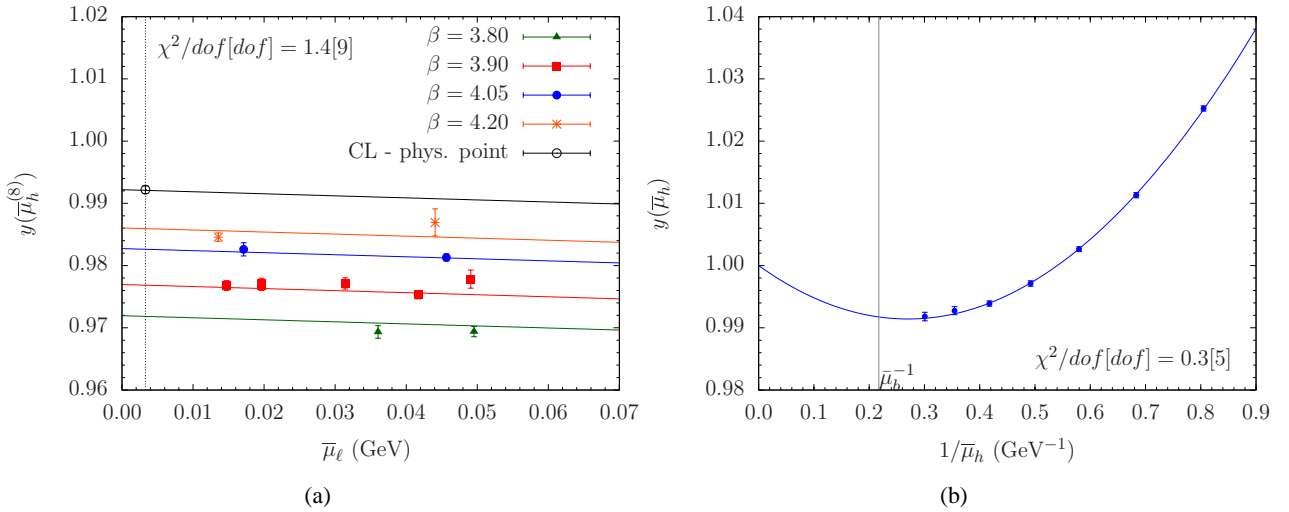 1.02
1.01
1.00
0.99
0.98
0.97
0.96
0.00 0.01 0.02 0.03 0.04 0.05 0.06 0.07
y(μ̅_h^(8))
μ̅_ℓ (GeV)
χ²/dof[dof] = 1.4[9]
β = 3.80
β = 3.90
β = 4.05
β = 4.20
CL - phys. point
(a)
1.04
1.03
1.02
1.01
1.00
0.99
0.98
0.0 0.1 0.2 0.3 0.4 0.5 0.6 0.7 0.8 0.9
y(μ̅_h)
1/μ̅_h (GeV⁻¹)
χ²/dof[dof] = 0.3[5]
μ̅_b⁻¹
(b)